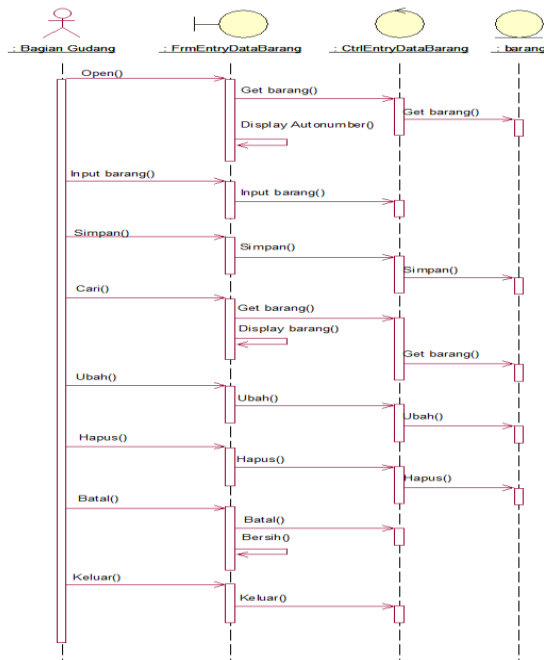 : Bagian Gudang
: FrmEntryDataBarang
: CtrlEntryDataBarang
: barang
Open()
Get barang()
Get barang()
Display Autonumber()
Input barang()
Input barang()
Simpan()
Simpan()
Simpan()
Cari()
Get barang()
Display barang()
Get barang()
Ubah()
Ubah()
Ubah()
Hapus()
Hapus()
Hapus()
Batal()
Batal()
Bersih()
Keluar()
Keluar()